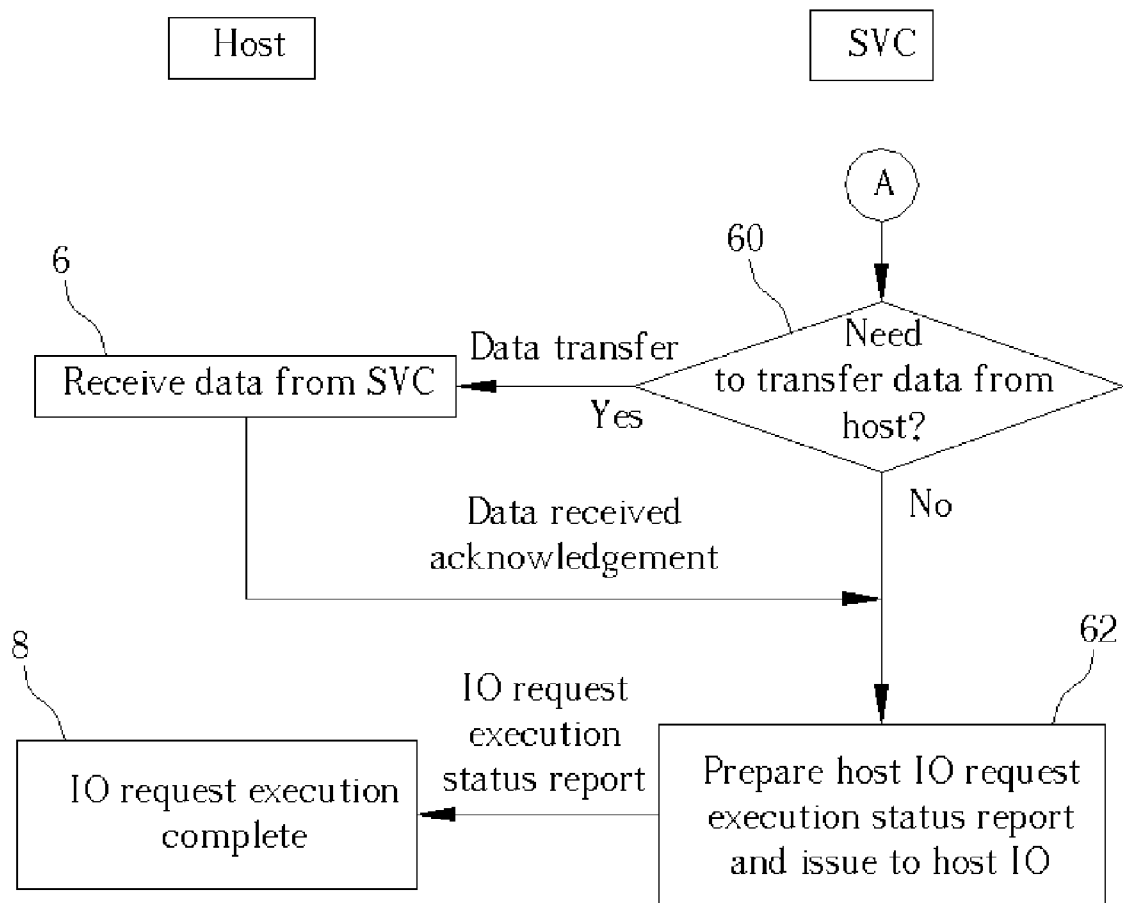 Host
SVC
A
60
6
Need
to transfer data from
host?
Data transfer
Yes
Receive data from SVC
No
Data received
acknowledgement
62
8
IO request
execution
status report
Prepare host IO request
execution status report
and issue to host IO
IO request execution
complete